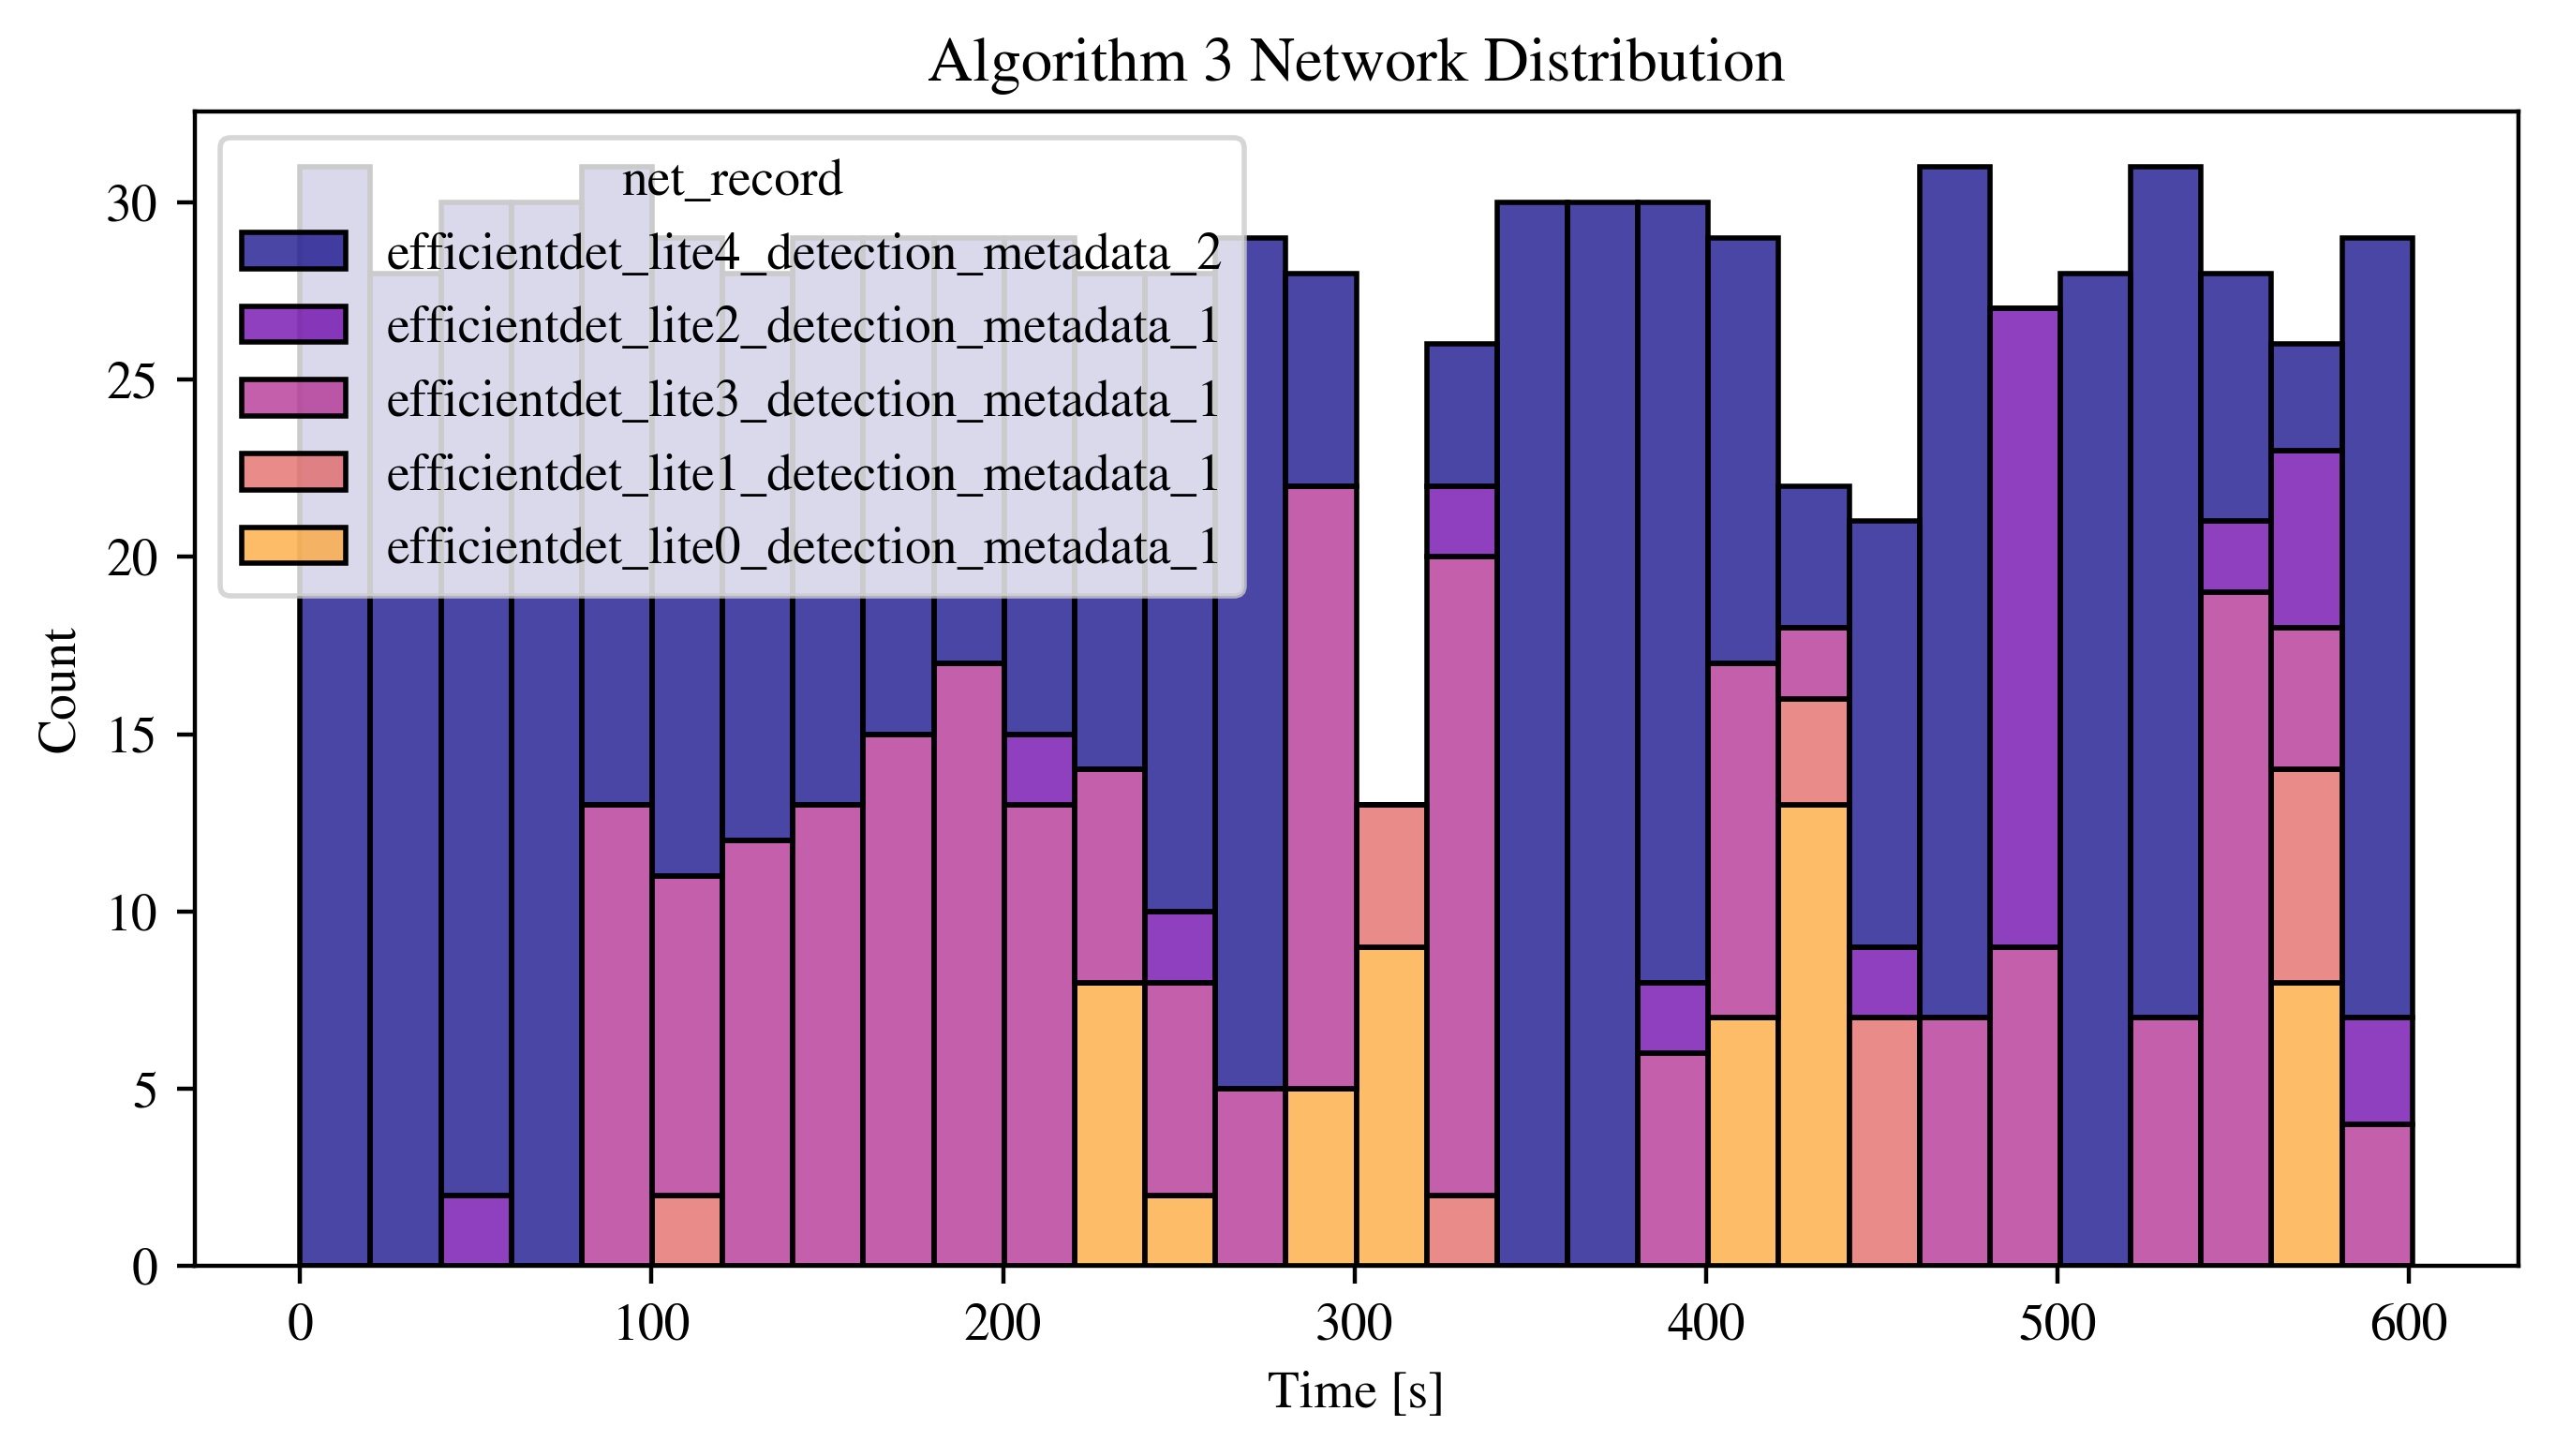 Algorithm 3 Network Distribution
net_record
efficientdet_lite4_detection_metadata_2
efficientdet_lite2_detection_metadata_1
efficientdet_lite3_detection_metadata_1
efficientdet_lite1_detection_metadata_1
efficientdet_lite0_detection_metadata_1
Count
30
25
20
15
10
5
0
0 100 200 300 400 500 600
Time [s]